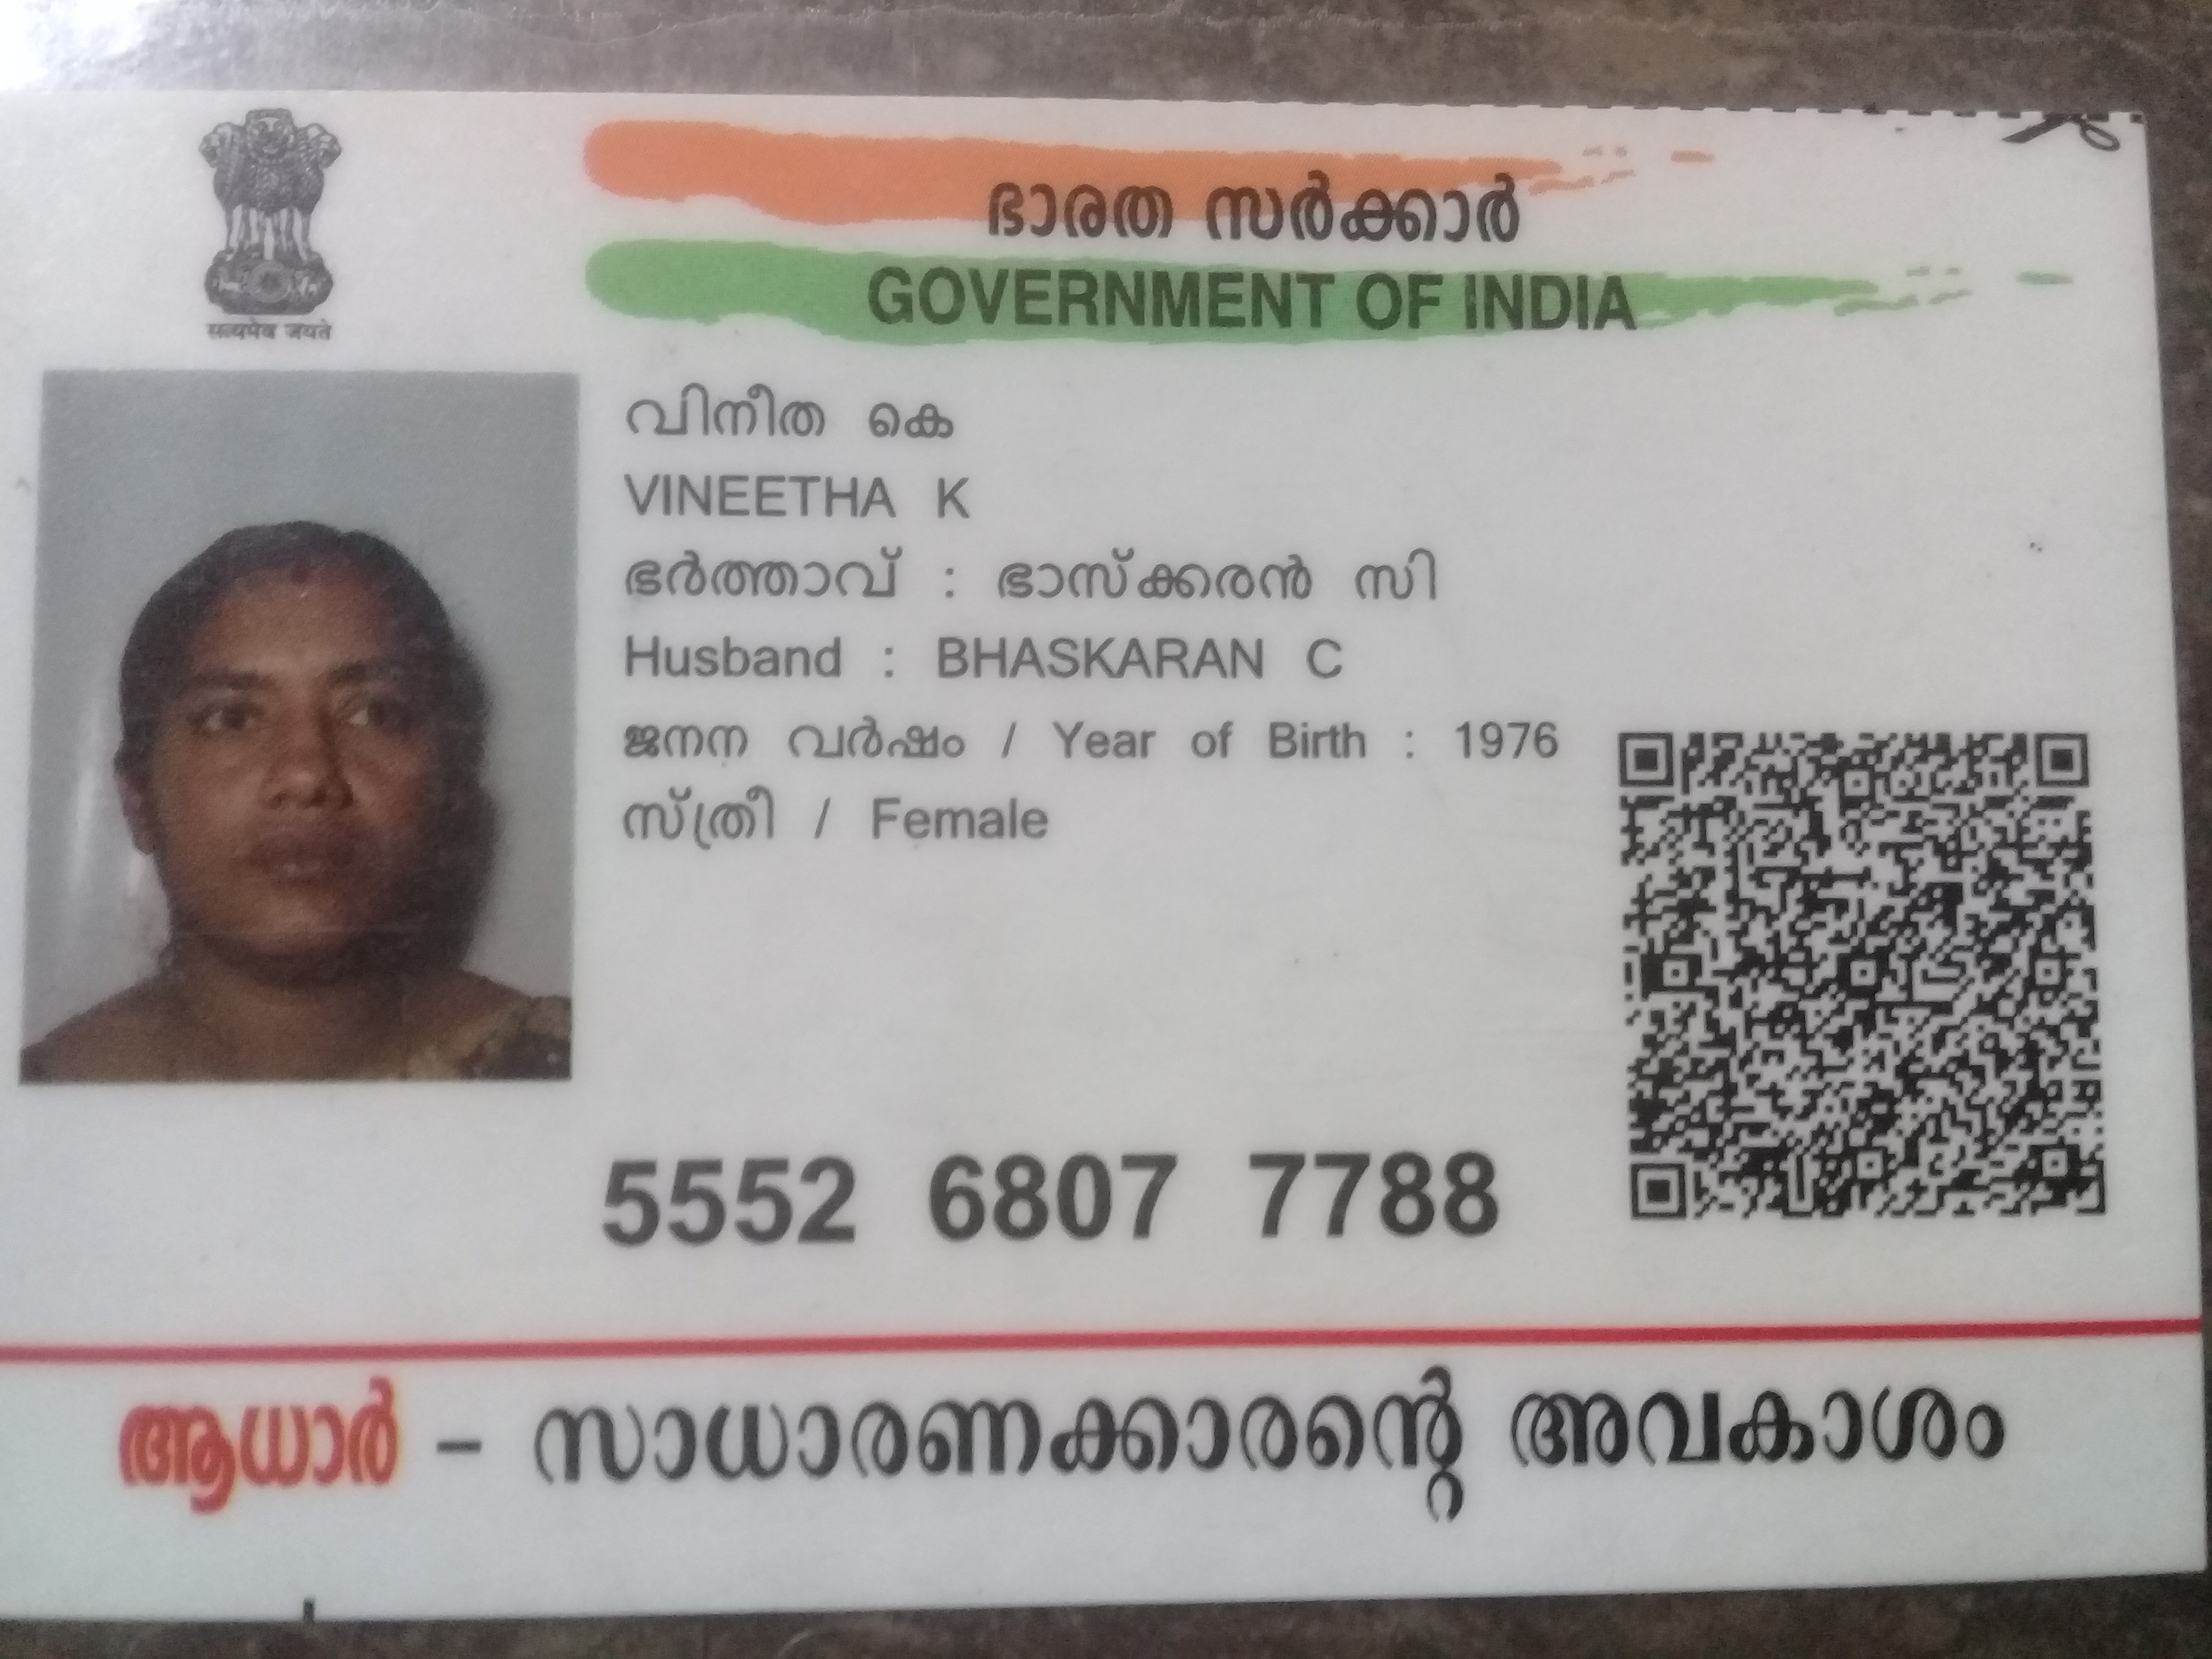 सत्यमेव जयते
ഭാരത സർക്കാർ
GOVERNMENT OF INDIA
വിനീത കെ
VINEETHA K
ഭർത്താവ് : ഭാസ്ക്കരൻ സി
Husband : BHASKARAN C
ജനന വർഷം / Year of Birth : 1976
സ്ത്രീ / Female
5552 6807 7788
ആധാർ – സാധാരണക്കാരന്റെ അവകാശം